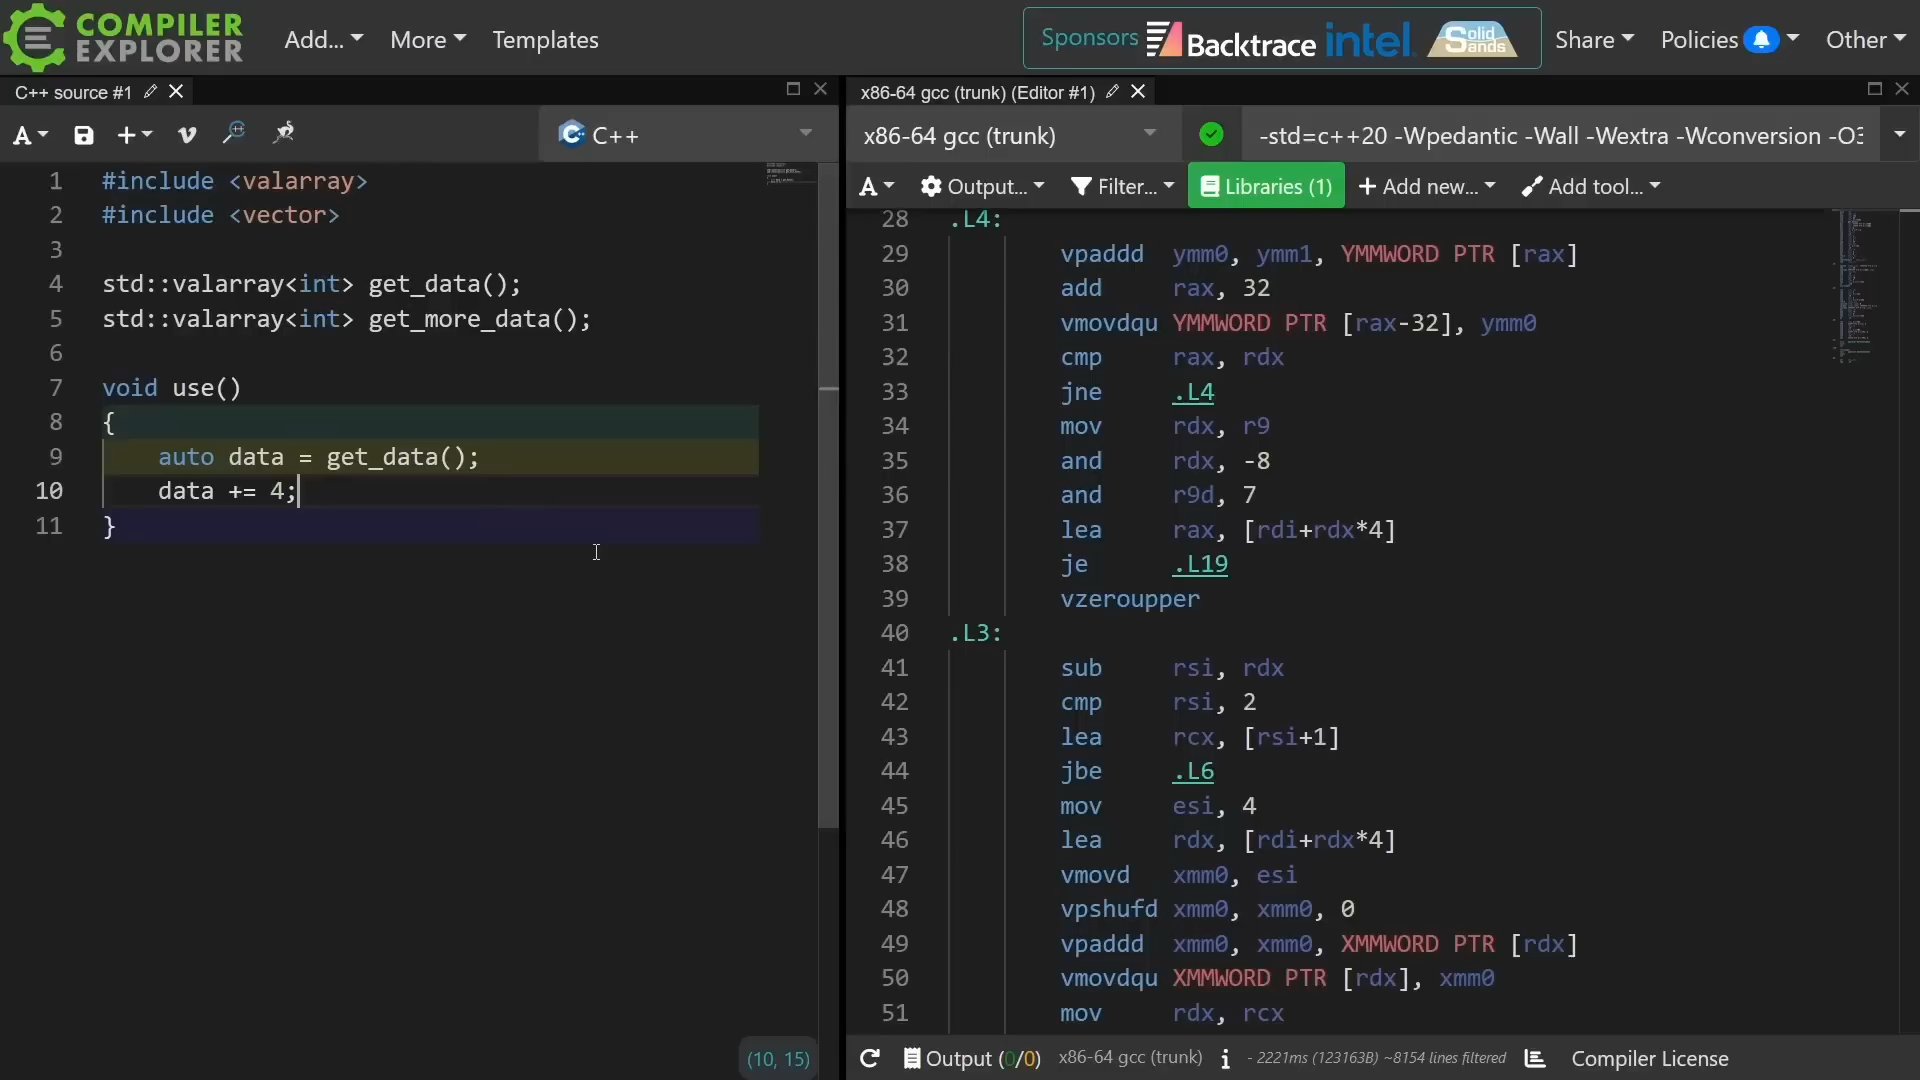 COMPILER EXPLORER
Add... More Templates
Sponsors Backtrace intel. Solid Sands
Share Policies Other
C++ source #1
A C++
1 #include <valarray>
2 #include <vector>
3
4 std::valarray<int> get_data();
5 std::valarray<int> get_more_data();
6
7 void use()
8 {
9 auto data = get_data();
10 data += 4;
11 }
(10, 15)
x86-64 gcc (trunk) (Editor #1)
x86-64 gcc (trunk) -std=c++20 -Wpedantic -Wall -Wextra -Wconversion -O3
A Output... Filter... Libraries (1) + Add new... Add tool...
28 .L4:
29 vpaddd ymm0, ymm1, YMMWORD PTR [rax]
30 add rax, 32
31 vmovdqu YMMWORD PTR [rax-32], ymm0
32 cmp rax, rdx
33 jne .L4
34 mov rdx, r9
35 and rdx, -8
36 and r9d, 7
37 lea rax, [rdi+rdx*4]
38 je .L19
39 vzeroupper
40 .L3:
41 sub rsi, rdx
42 cmp rsi, 2
43 lea rcx, [rsi+1]
44 jbe .L6
45 mov esi, 4
46 lea rdx, [rdi+rdx*4]
47 vmovd xmm0, esi
48 vpshufd xmm0, xmm0, 0
49 vpaddd xmm0, xmm0, XMMWORD PTR [rdx]
50 vmovdqu XMMWORD PTR [rdx], xmm0
51 mov rdx, rcx
Output (0/0) x86-64 gcc (trunk) i - 2221ms (123163B) ~8154 lines filtered Compiler License